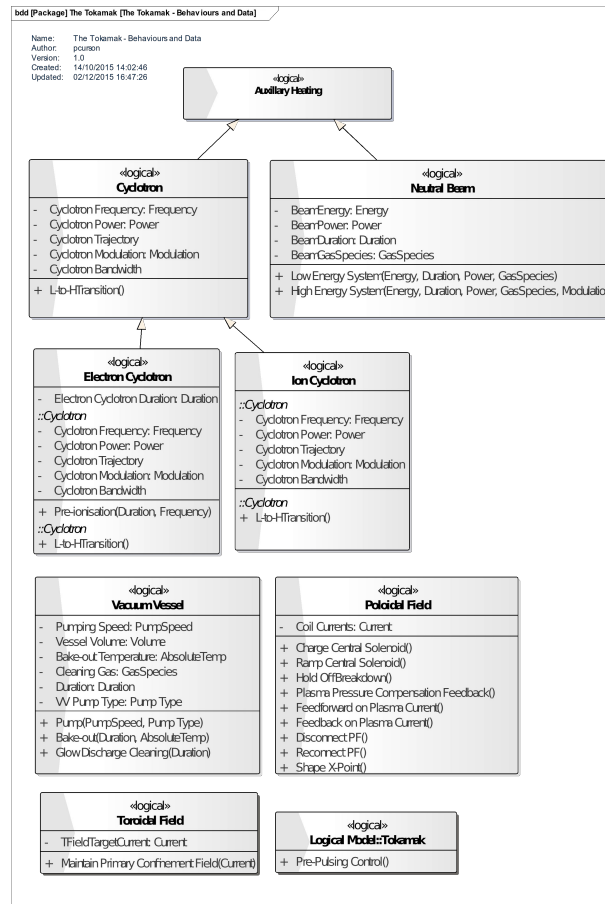 bdd [Package] The Tokamak [The Tokamak - Behaviours and Data]
Name: The Tokamak - Behaviours and Data
Author: pcurson
Version: 1.0
Created: 14/10/2015 14:02:46
Updated: 02/12/2015 16:47:26
«logical»
Auxillary Heating
«logical»
Cyclotron
- Cyclotron Frequency: Frequency
- Cyclotron Power: Power
- Cyclotron Trajectory
- Cyclotron Modulation: Modulation
- Cyclotron Bandwidth
+ L-to-HTransition()
«logical»
Neutral Beam
- BeamEnergy: Energy
- BeamPower: Power
- BeamDuration: Duration
- BeamGasSpecies: GasSpecies
+ Low Energy System(Energy, Duration, Power, GasSpecies)
+ High Energy System(Energy, Duration, Power, GasSpecies, Modulatio
«logical»
Electron Cyclotron
- Electron Cyclotron Duration: Duration
::Cyclotron
- Cyclotron Frequency: Frequency
- Cyclotron Power: Power
- Cyclotron Trajectory
- Cyclotron Modulation: Modulation
- Cyclotron Bandwidth
+ Pre-ionisation(Duration, Frequency)
::Cyclotron
+ L-to-HTransition()
«logical»
Ion Cyclotron
::Cyclotron
- Cyclotron Frequency: Frequency
- Cyclotron Power: Power
- Cyclotron Trajectory
- Cyclotron Modulation: Modulation
- Cyclotron Bandwidth
::Cyclotron
+ L-to-HTransition()
«logical»
Vacuum Vessel
- Pumping Speed: PumpSpeed
- Vessel Volume: Volume
- Bake-out Temperature: AbsoluteTemp
- Cleaning Gas: GasSpecies
- Duration: Duration
- VV Pump Type: Pump Type
+ Pump(PumpSpeed, Pump Type)
+ Bake-out(Duration, AbsoluteTemp)
+ Glow Discharge Cleaning(Duration)
«logical»
Poloidal Field
- Coil Currents: Current
+ Charge Central Solenoid()
+ Ramp Central Solenoid()
+ Hold Off Breakdown()
+ Plasma Pressure Compensation Feedback()
+ Feedforward on Plasma Current()
+ Feedback on Plasma Current()
+ Disconnect PF()
+ Reconnect PF()
+ Shape X-Point()
«logical»
Toroidal Field
- TFieldTargetCurrent: Current
+ Maintain Primary Confinement Field(Current)
«logical»
Logical Model::Tokamak
+ Pre-Pulsing Control()